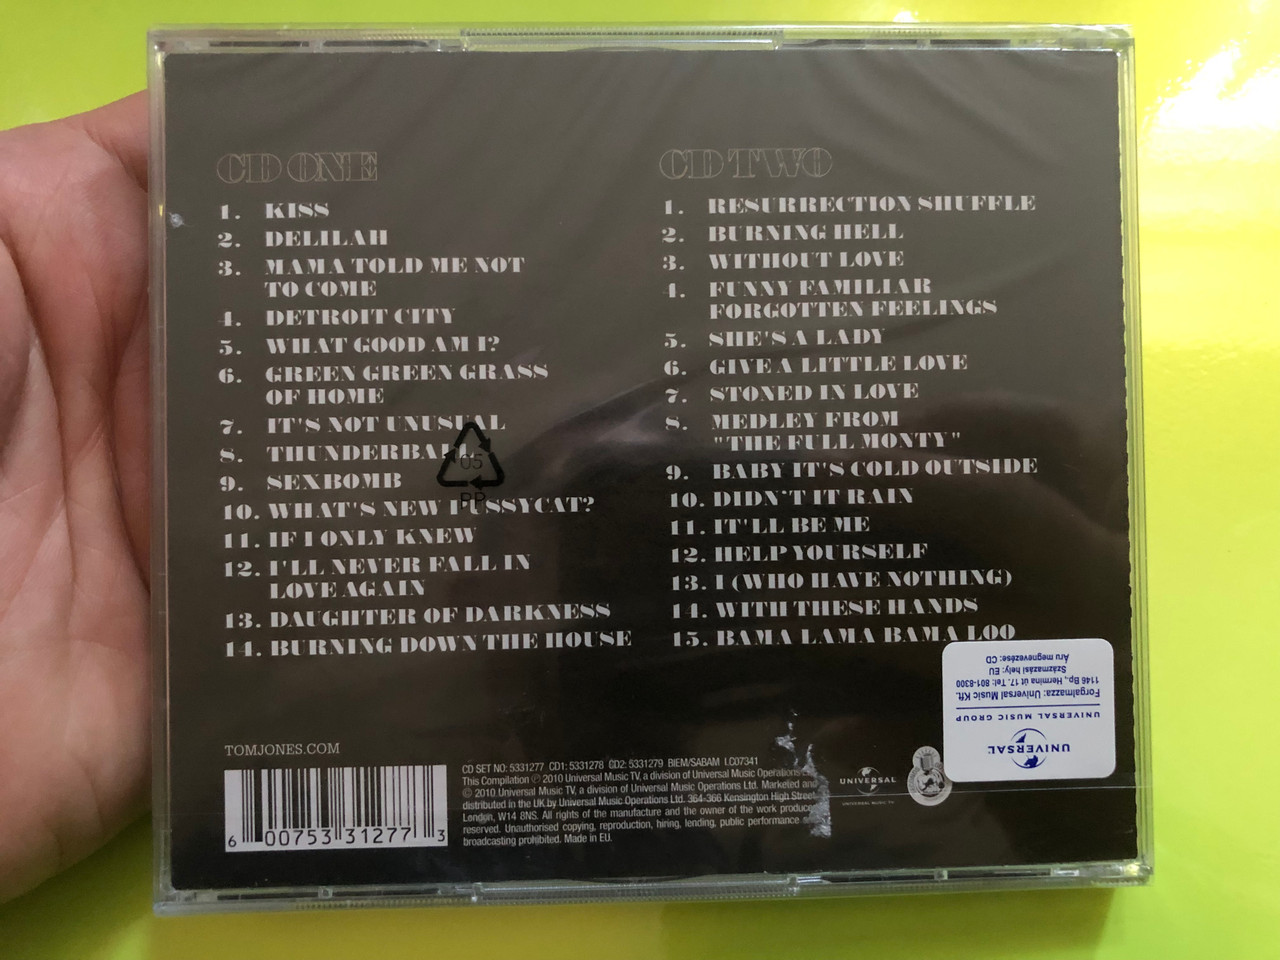 CD ONE
1. KISS
2. DELILAH
3. MAMA TOLD ME NOT
TO COME
4. DETROIT CITY
5. WHAT GOOD AM I?
6. GREEN GREEN GRASS
OF HOME
7. IT'S NOT UNUSUAL
8. THUNDERBALL
9. SEXBOMB
10. WHAT'S NEW PUSSYCAT?
11. IF I ONLY KNEW
12. I'LL NEVER FALL IN
LOVE AGAIN
13. DAUGHTER OF DARKNESS
14. BURNING DOWN THE HOUSE
05
PP
CD TWO
1. RESURRECTION SHUFFLE
2. BURNING HELL
3. WITHOUT LOVE
4. FUNNY FAMILIAR
FORGOTTEN FEELINGS
5. SHE'S A LADY
6. GIVE A LITTLE LOVE
7. STONED IN LOVE
8. MEDLEY FROM
"THE FULL MONTY"
9. BABY IT'S COLD OUTSIDE
10. DIDN'T IT RAIN
11. IT'LL BE ME
12. HELP YOURSELF
13. I (WHO HAVE NOTHING)
14. WITH THESE HANDS
15. BAMA LAMA BAMA LOO
UNIVERSAL
UNIVERSAL MUSIC GROUP
Forgalmazza: Universal Music Kft.
1146 Bp., Hermina út 17. Tel: 801-8300
Származási hely: EU
Áru megnevezése: CD
TOMJONES.COM
6 00753 31277 3
CD SET NO: 5331277 CD1: 5331278 CD2: 5331279 BIEM/SABAM LC07341
This Compilation ℗ 2010 Universal Music TV, a division of Universal Music Operations
© 2010 Universal Music TV, a division of Universal Music Operations Ltd. Marketed and
distributed in the UK by Universal Music Operations Ltd. 364-366 Kensington High Street,
London, W14 8NS. All rights of the manufacture and the owner of the work produced
reserved. Unauthorised copying, reproduction, hiring, lending, public performance
broadcasting prohibited. Made in EU.
UNIVERSAL
UNIVERSAL MUSIC TV